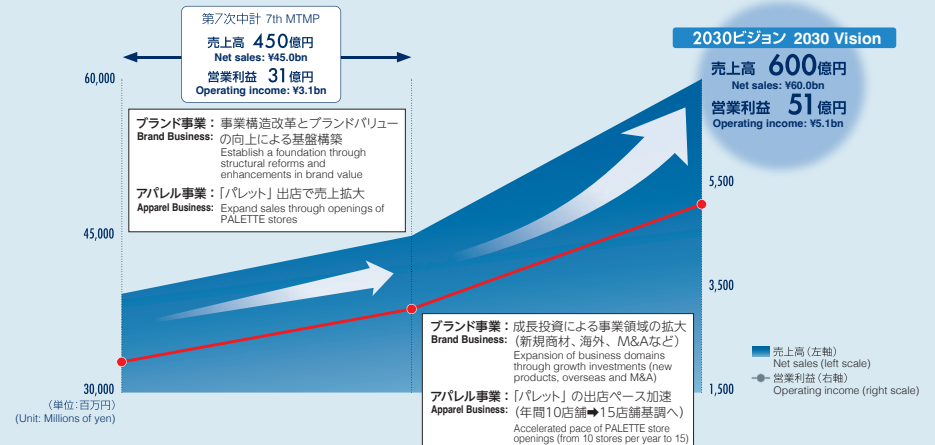 第7次中計 7th MTMP
売上高 450億円
Net sales: ¥45.0bn
営業利益 31億円
Operating income: ¥3.1bn
2030ビジョン 2030 Vision
売上高 600億円
Net sales: ¥60.0bn
営業利益 51億円
Operating income: ¥5.1bn
60,000
45,000
30,000
（単位：百万円）
(Unit: Millions of yen)
ブランド事業： 事業構造改革とブランドバリュー
Brand Business: の向上による基盤構築
Establish a foundation through
structural reforms and
enhancements in brand value
アパレル事業：「パレット」出店で売上拡大
Apparel Business: Expand sales through openings of
PALETTE stores
5,500
3,500
1,500
ブランド事業： 成長投資による事業領域の拡大
Brand Business: （新規商材、海外、M&Aなど）
Expansion of business domains
through growth investments (new
products, overseas and M&A)
アパレル事業：「パレット」の出店ペース加速
Apparel Business: （年間10店舗➡15店舗基調へ）
Accelerated pace of PALETTE store
openings (from 10 stores per year to 15)
売上高（左軸）
Net sales (left scale)
営業利益（右軸）
Operating income (right scale)